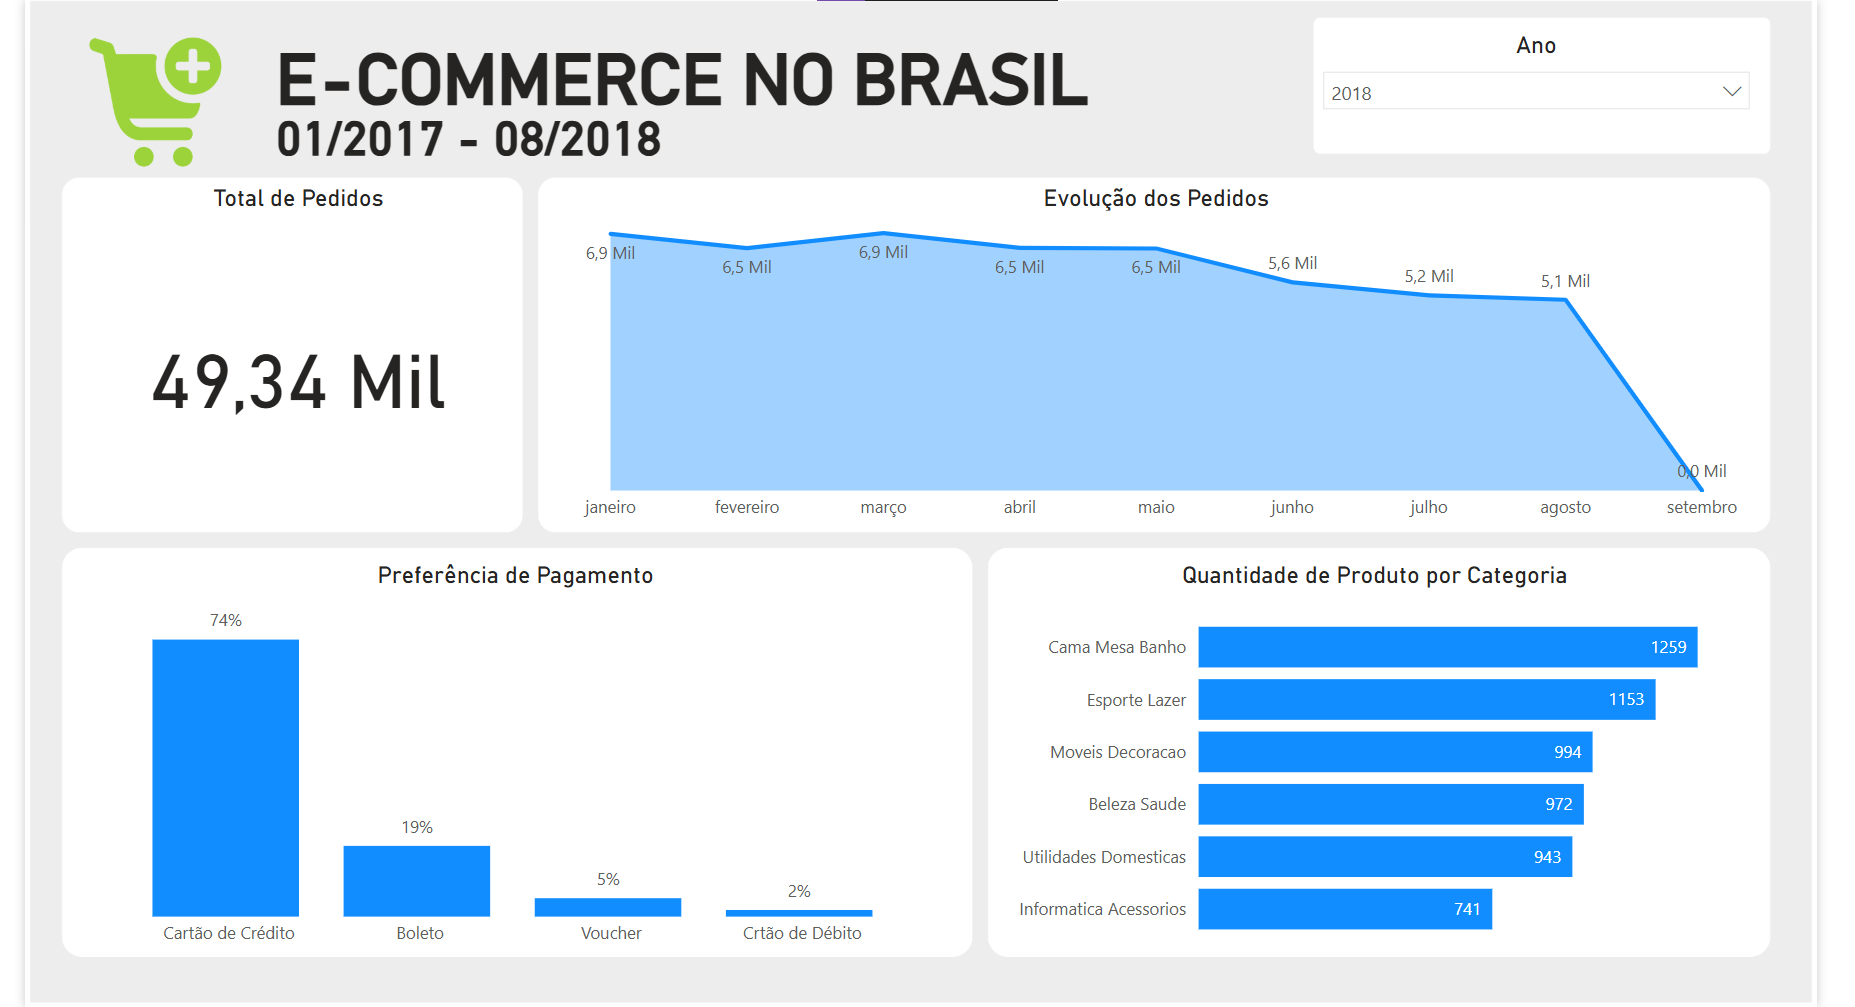 E-COMMERCE NO BRASIL
01/2017 - 08/2018
Ano
2018
Total de Pedidos
49,34 Mil
Evolução dos Pedidos
6,9 Mil
6,5 Mil
6,9 Mil
6,5 Mil
6,5 Mil
5,6 Mil
5,2 Mil
5,1 Mil
0,0 Mil
janeiro
fevereiro
março
abril
maio
junho
julho
agosto
setembro
Preferência de Pagamento
74%
19%
5%
2%
Cartão de Crédito
Boleto
Voucher
Crtão de Débito
Quantidade de Produto por Categoria
Cama Mesa Banho 1259
Esporte Lazer 1153
Moveis Decoracao 994
Beleza Saude 972
Utilidades Domesticas 943
Informatica Acessorios 741